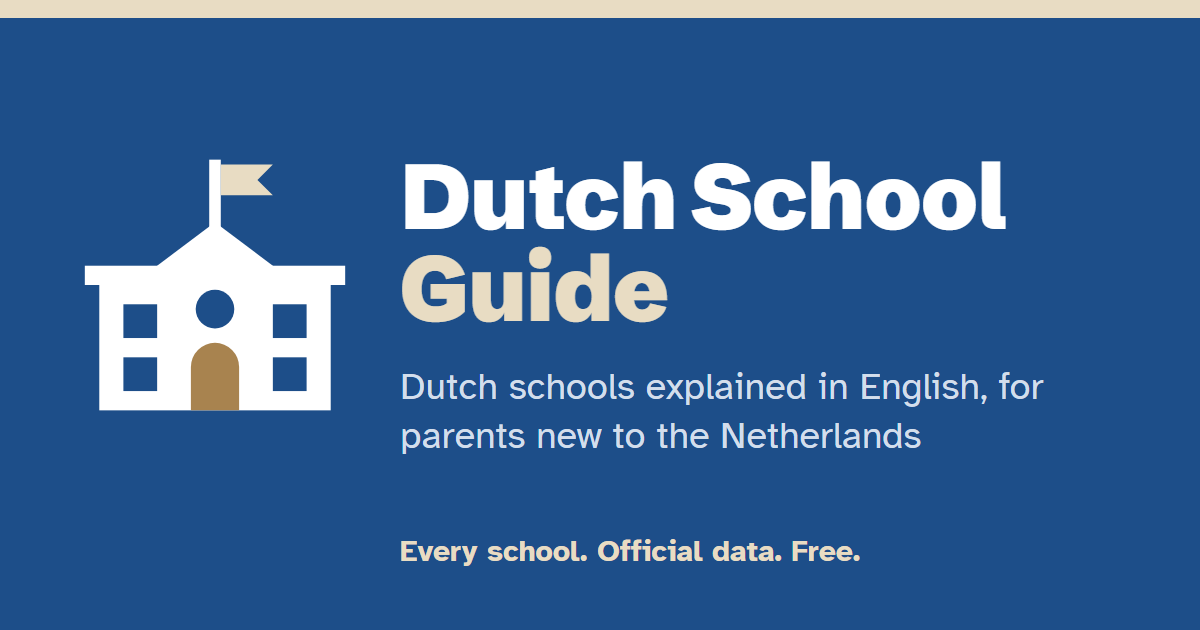 Dutch School
Guide
Dutch schools explained in English, for
parents new to the Netherlands
Every school. Official data. Free.